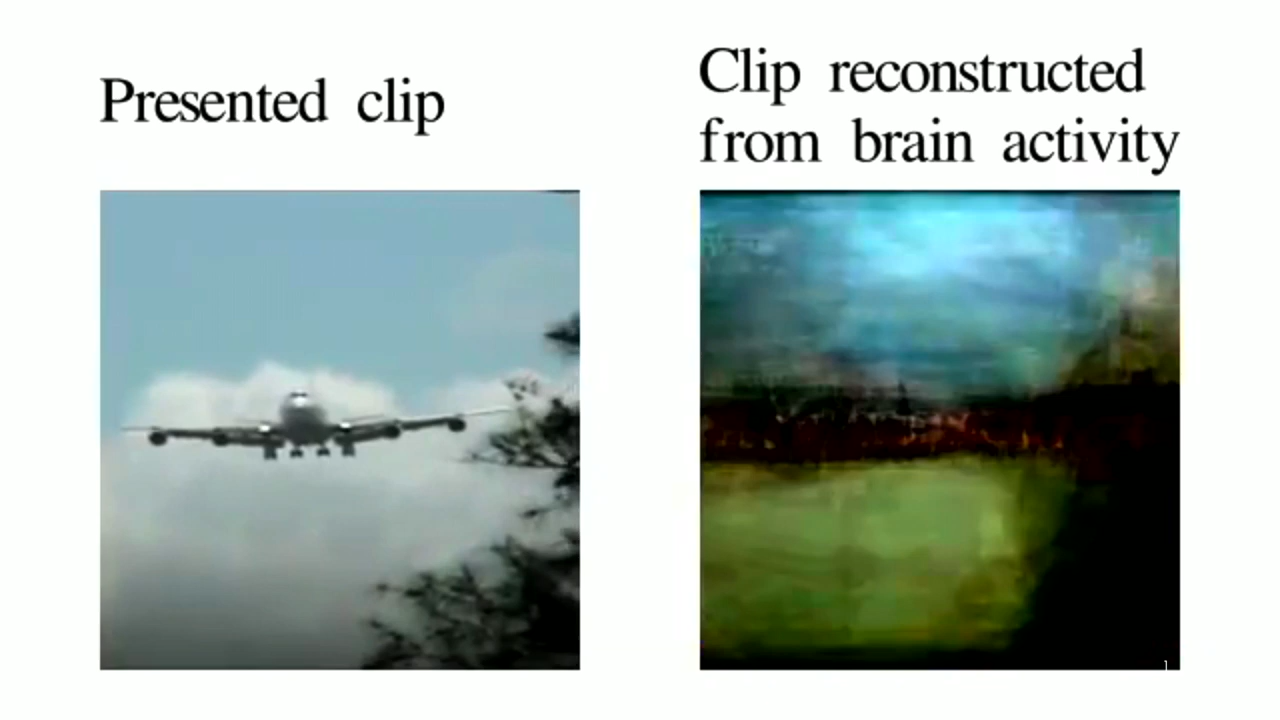 Presented clip
Clip reconstructed
from brain activity